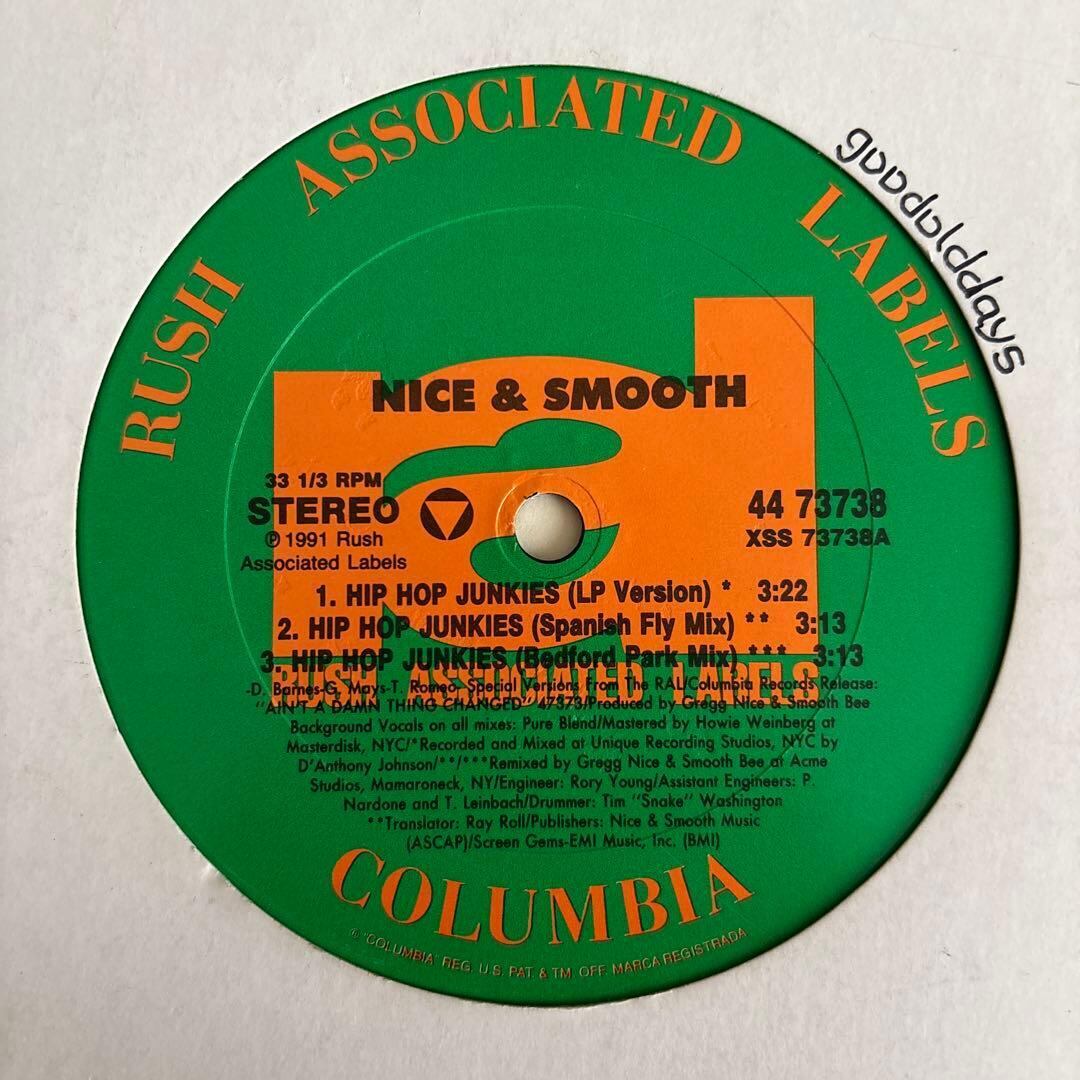 RUSH ASSOCIATED LABELS
goodolddays
NICE & SMOOTH
33 1/3 RPM
STEREO
℗ 1991 Rush
Associated Labels
44 73738
XSS 73738A
1. HIP HOP JUNKIES (LP Version) * 3:22
2. HIP HOP JUNKIES (Spanish Fly Mix) ** 3:13
3. HIP HOP JUNKIES (Bedford Park Mix) *** 3:13
RUSH ASSOCIATED LABELS
-D. Barnes-G. Mays-T. Romeo- Special Versions From The RAL/Columbia Records Release:
"AIN'T A DAMN THING CHANGED" 47373/Produced by Gregg Nice & Smooth Bee
Background Vocals on all mixes: Pure Blend/Mastered by Howie Weinberg at
Masterdisk, NYC/*Recorded and Mixed at Unique Recording Studios, NYC by
D'Anthony Johnson/**/***Remixed by Gregg Nice & Smooth Bee at Acme
Studios, Mamaroneck, NY/Engineer: Rory Young/Assistant Engineers: P.
Nardone and T. Leinbach/Drummer: Tim "Snake" Washington
**Translator: Ray Roll/Publishers: Nice & Smooth Music
(ASCAP)/Screen Gems-EMI Music, Inc. (BMI)
COLUMBIA
® "COLUMBIA" REG. U.S. PAT. & TM. OFF. MARCA REGISTRADA